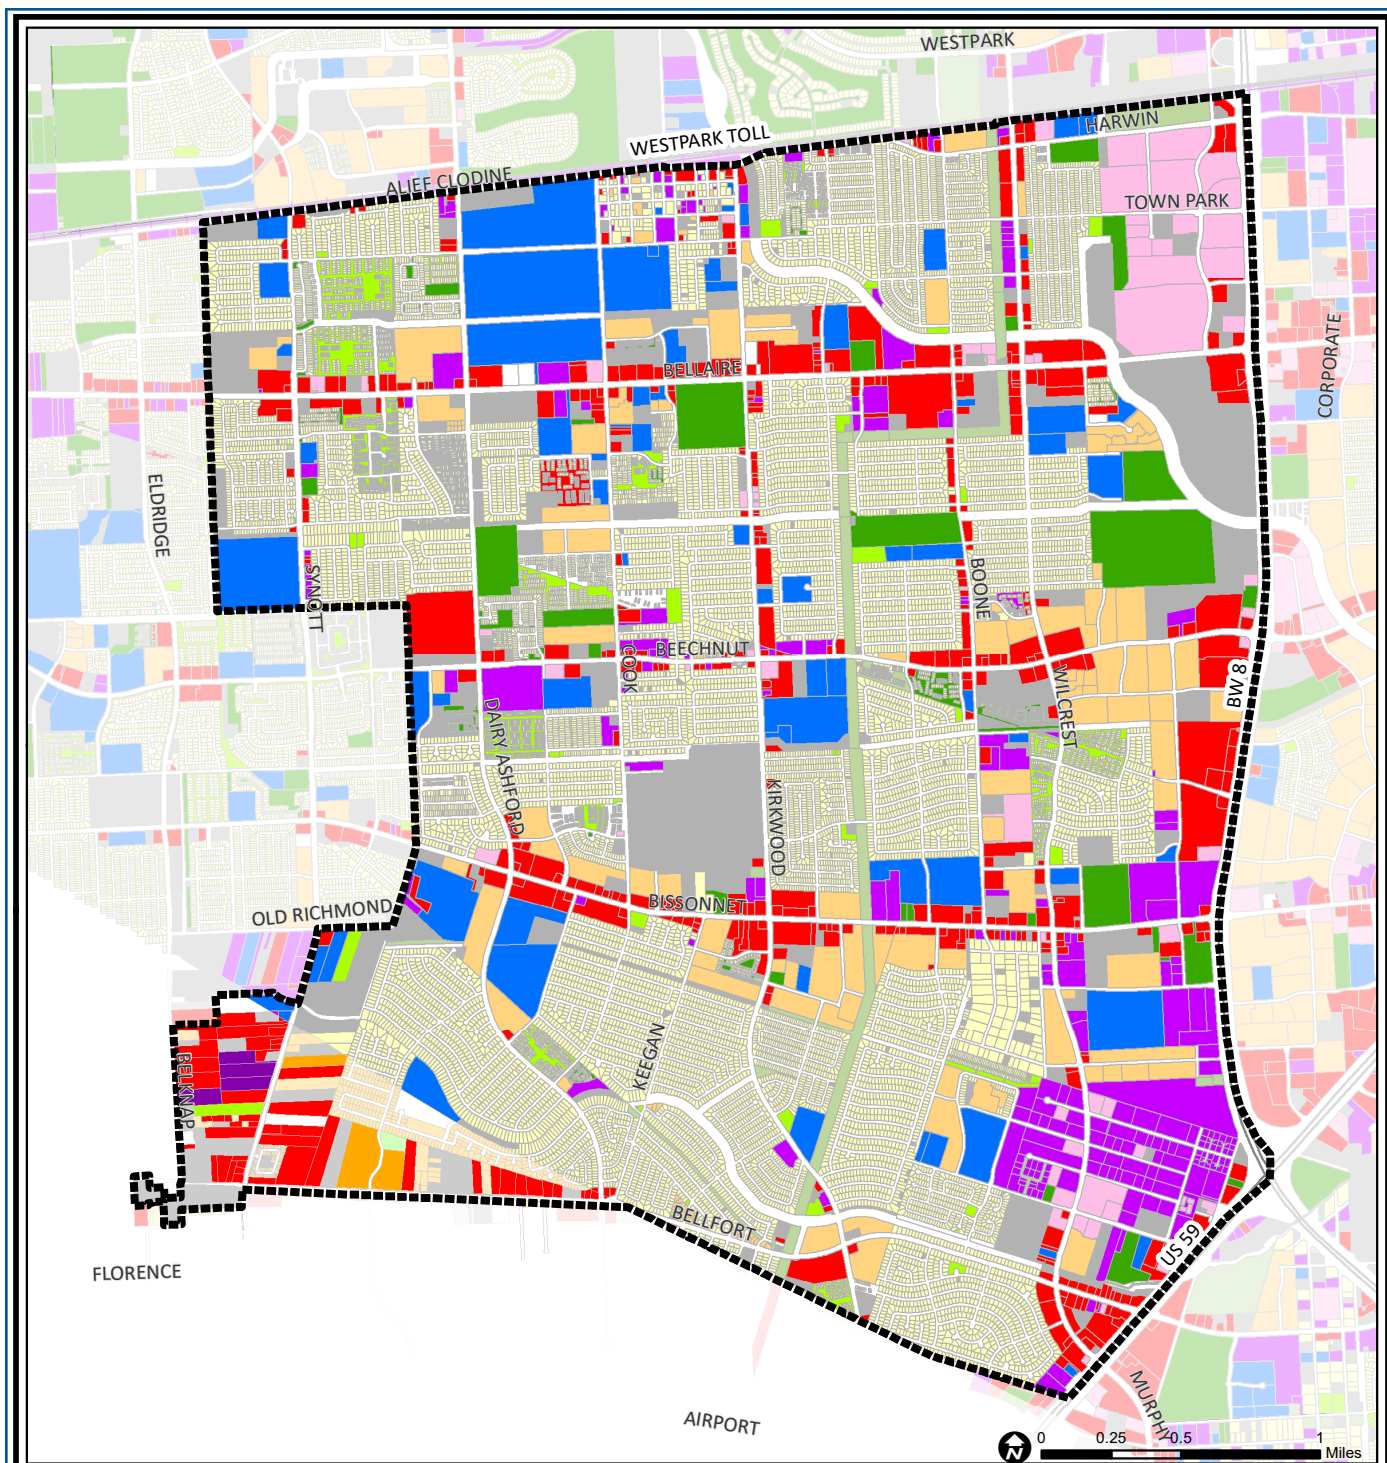 WESTPARK
HARWIN
WESTPARK TOLL
ALIEF CLODINE
TOWN PARK
CORPORATE
BELLAIRE
ELDRIDGE
SYNOTT
BOONE
BEECHNUT
COOK
WILCREST
BW 8
DAIRY ASHFORD
KIRKWOOD
BISSONNET
OLD RICHMOND
KEEGAN
BELKNAP
BELLFORT
US 59
FLORENCE
MURPHY
AIRPORT
N
0 0.25 0.5 1
Miles